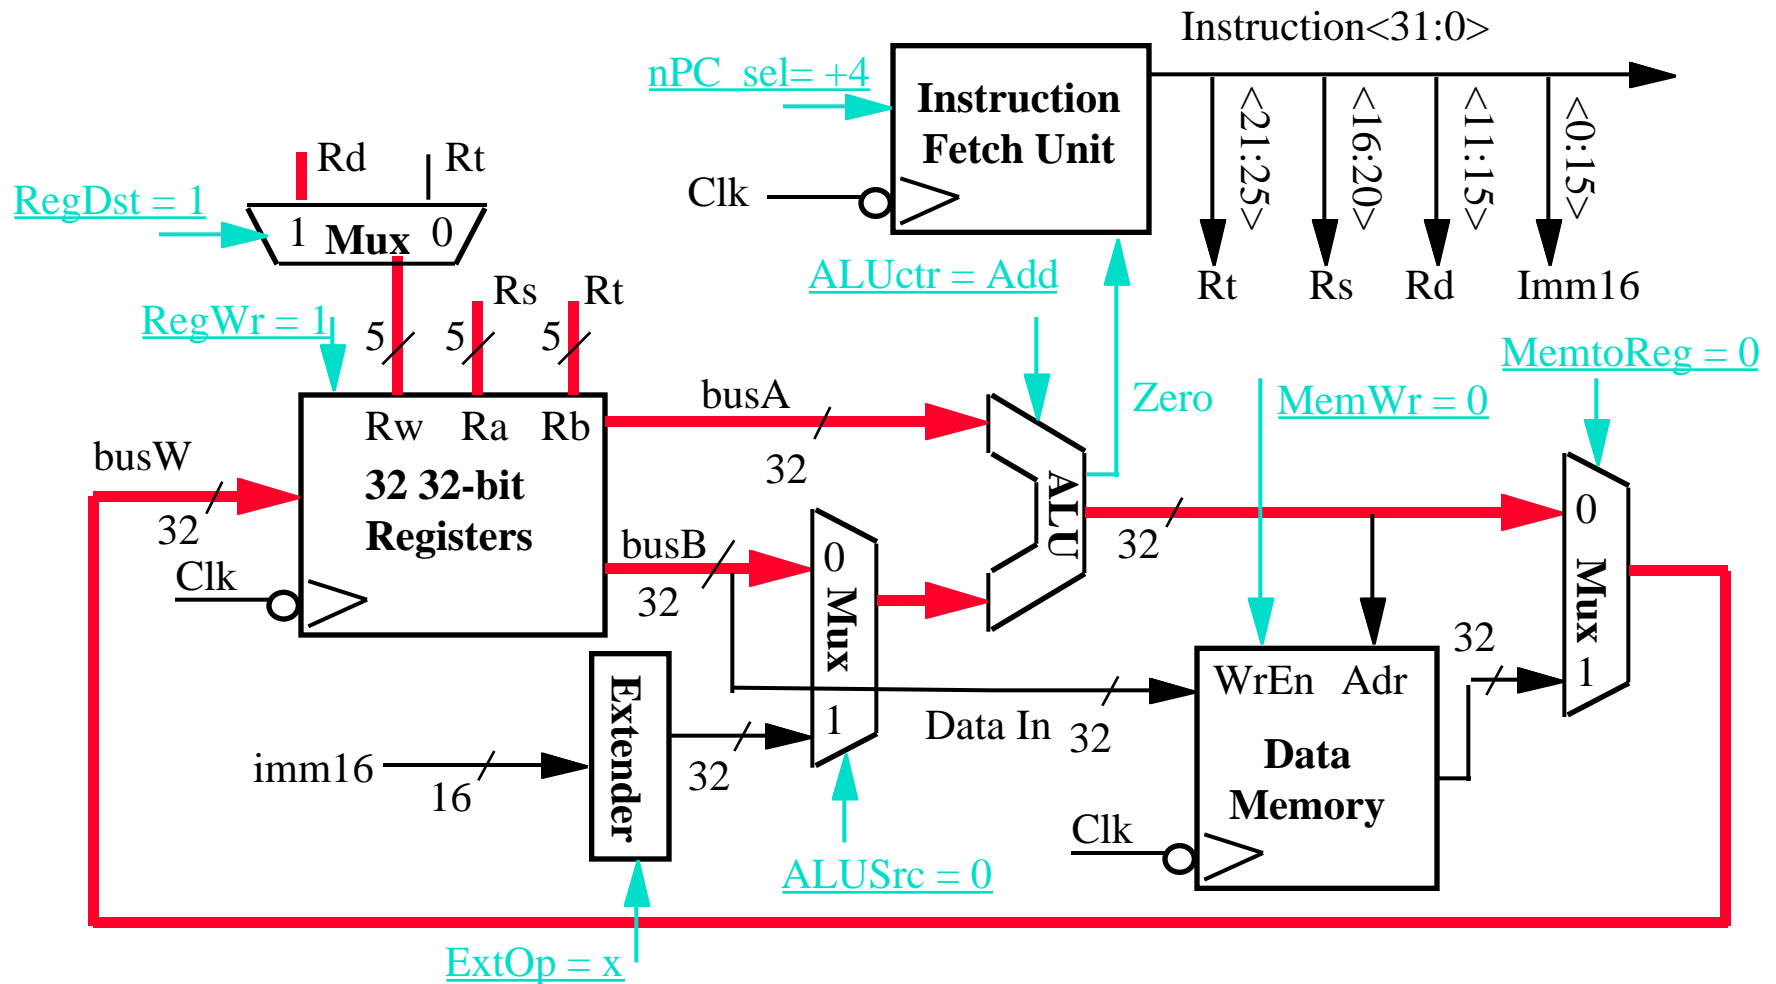 Instruction<31:0>
nPC_sel= +4
Instruction
Fetch Unit
Clk
<21:25>
<16:20>
<11:15>
<0:15>
Rt
Rs
Rd
Imm16
Rd
Rt
RegDst = 1
1
Mux
0
ALUctr = Add
RegWr = 1
5
5
Rs
5
Rt
MemtoReg = 0
Zero
MemWr = 0
busA
32
Rw
Ra
Rb
32 32-bit
Registers
busW
32
Clk
busB
32
0
Mux
1
ALU
32
0
Mux
1
32
WrEn
Adr
Data In
32
Data
Memory
Clk
Extender
imm16
16
32
ALUSrc = 0
ExtOp = x